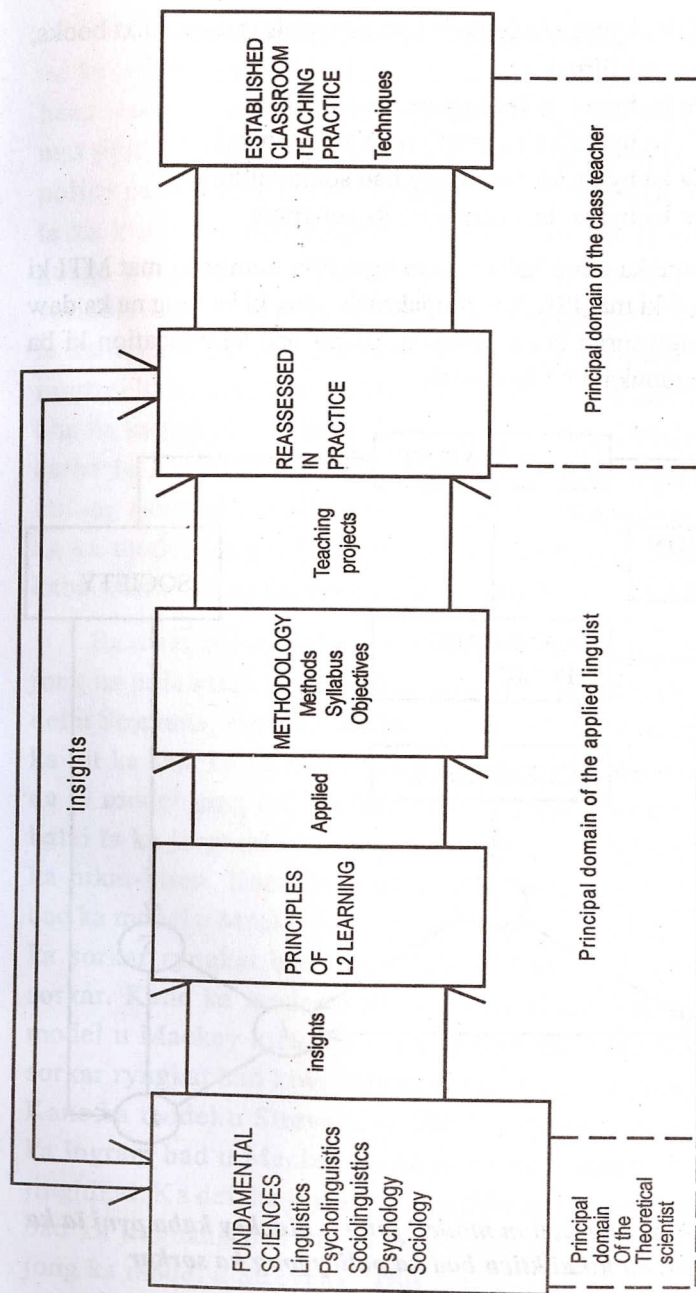 insights
FUNDAMENTAL
SCIENCES
linguistics
Psycholinguistics
Sociolinguistics
Psychology
Sociology
insights
PRINCIPLES
OF
L2 LEARNING
Applied
METHODOLOGY
Methods
Syllabus
Objectives
Teaching
projects
REASSESSED
IN
PRACTICE
ESTABLISHED
CLASSROOM
TEACHING
PRACTICE
Techniques
Principal
domain
Of the
Theoretical
scientist
Principal domain of the applied linguist
Principal domain of the class teacher